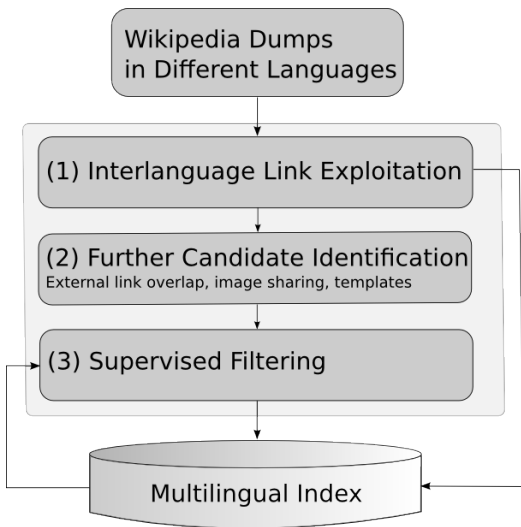 Wikipedia Dumps
in Different Languages
(1) Interlanguage Link Exploitation
(2) Further Candidate Identification
External link overlap, image sharing, templates
(3) Supervised Filtering
Multilingual Index